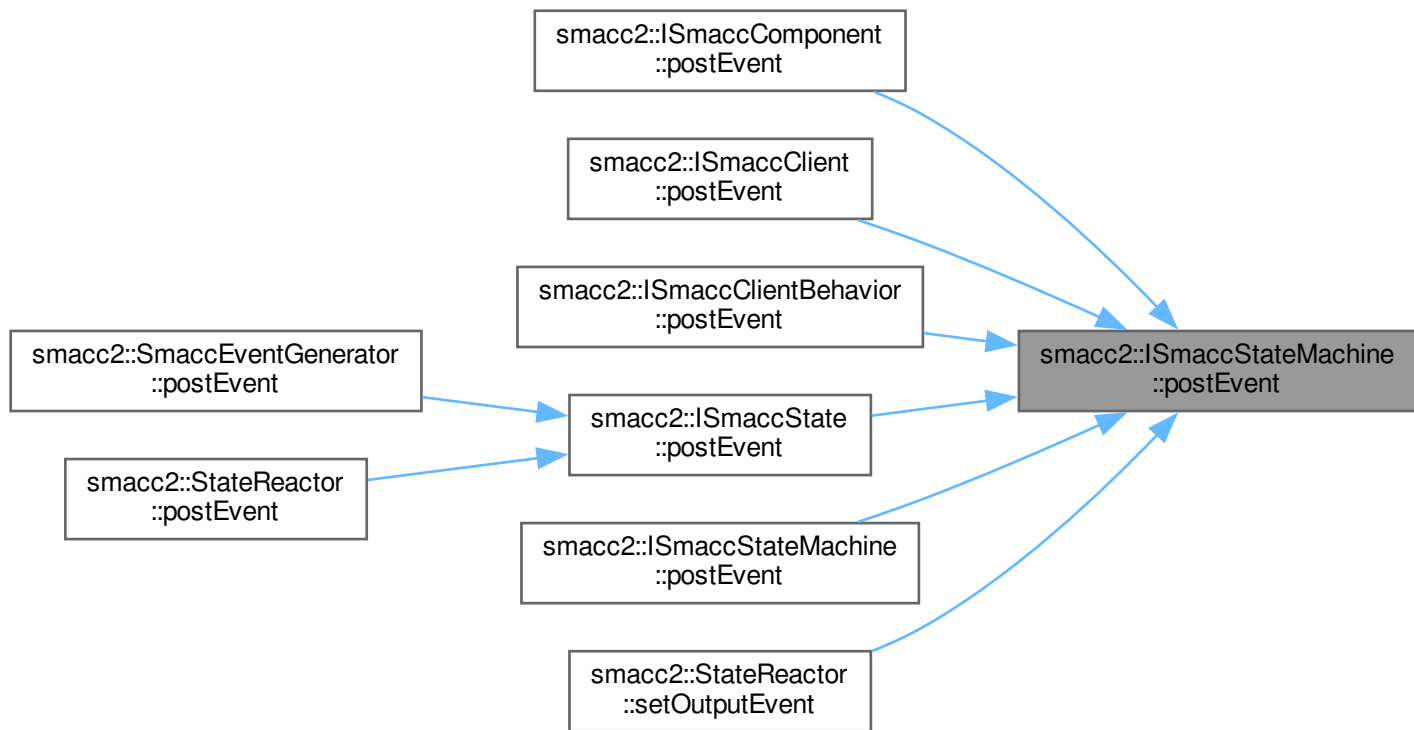 smacc2::ISmaccComponent
::postEvent
smacc2::ISmaccClient
::postEvent
smacc2::ISmaccClientBehavior
::postEvent
smacc2::SmaccEventGenerator
::postEvent
smacc2::ISmaccStateMachine
::postEvent
smacc2::ISmaccState
::postEvent
smacc2::StateReactor
::postEvent
smacc2::ISmaccStateMachine
::postEvent
smacc2::StateReactor
::setOutputEvent